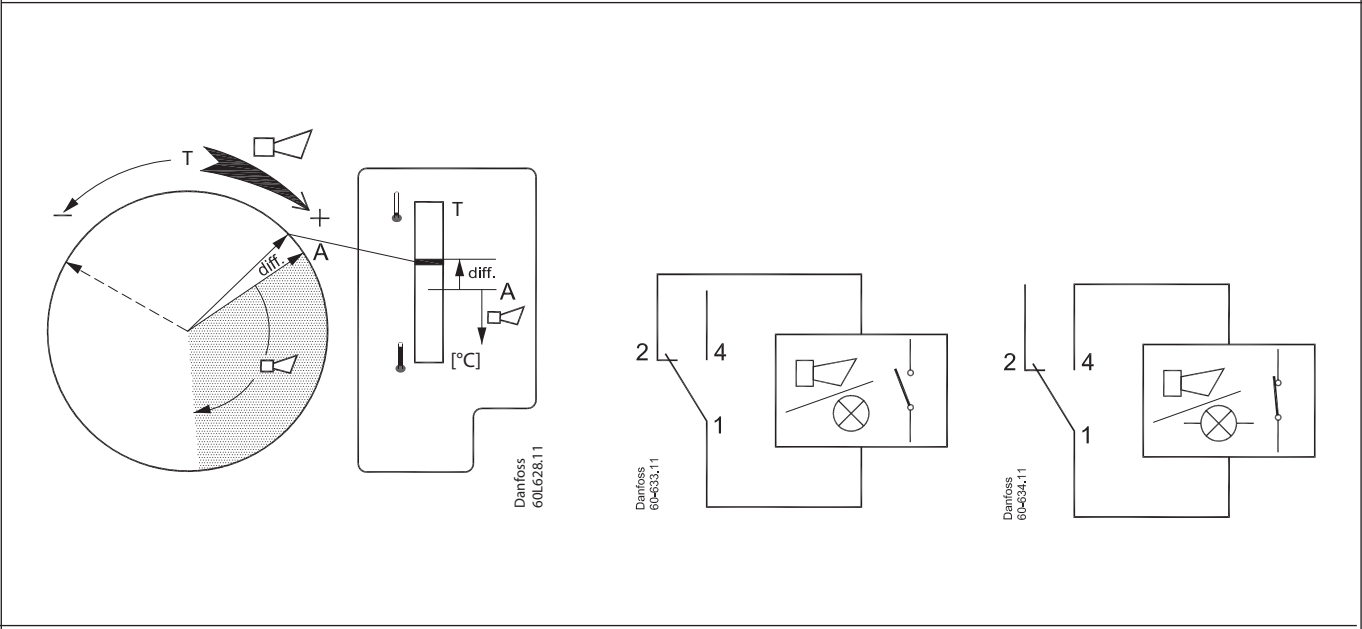 T
−
+
A
diff.
T
diff.
A
[°C]
Danfoss
60L628.11
2
4
1
Danfoss
60-633.11
2
4
1
Danfoss
60-634.11